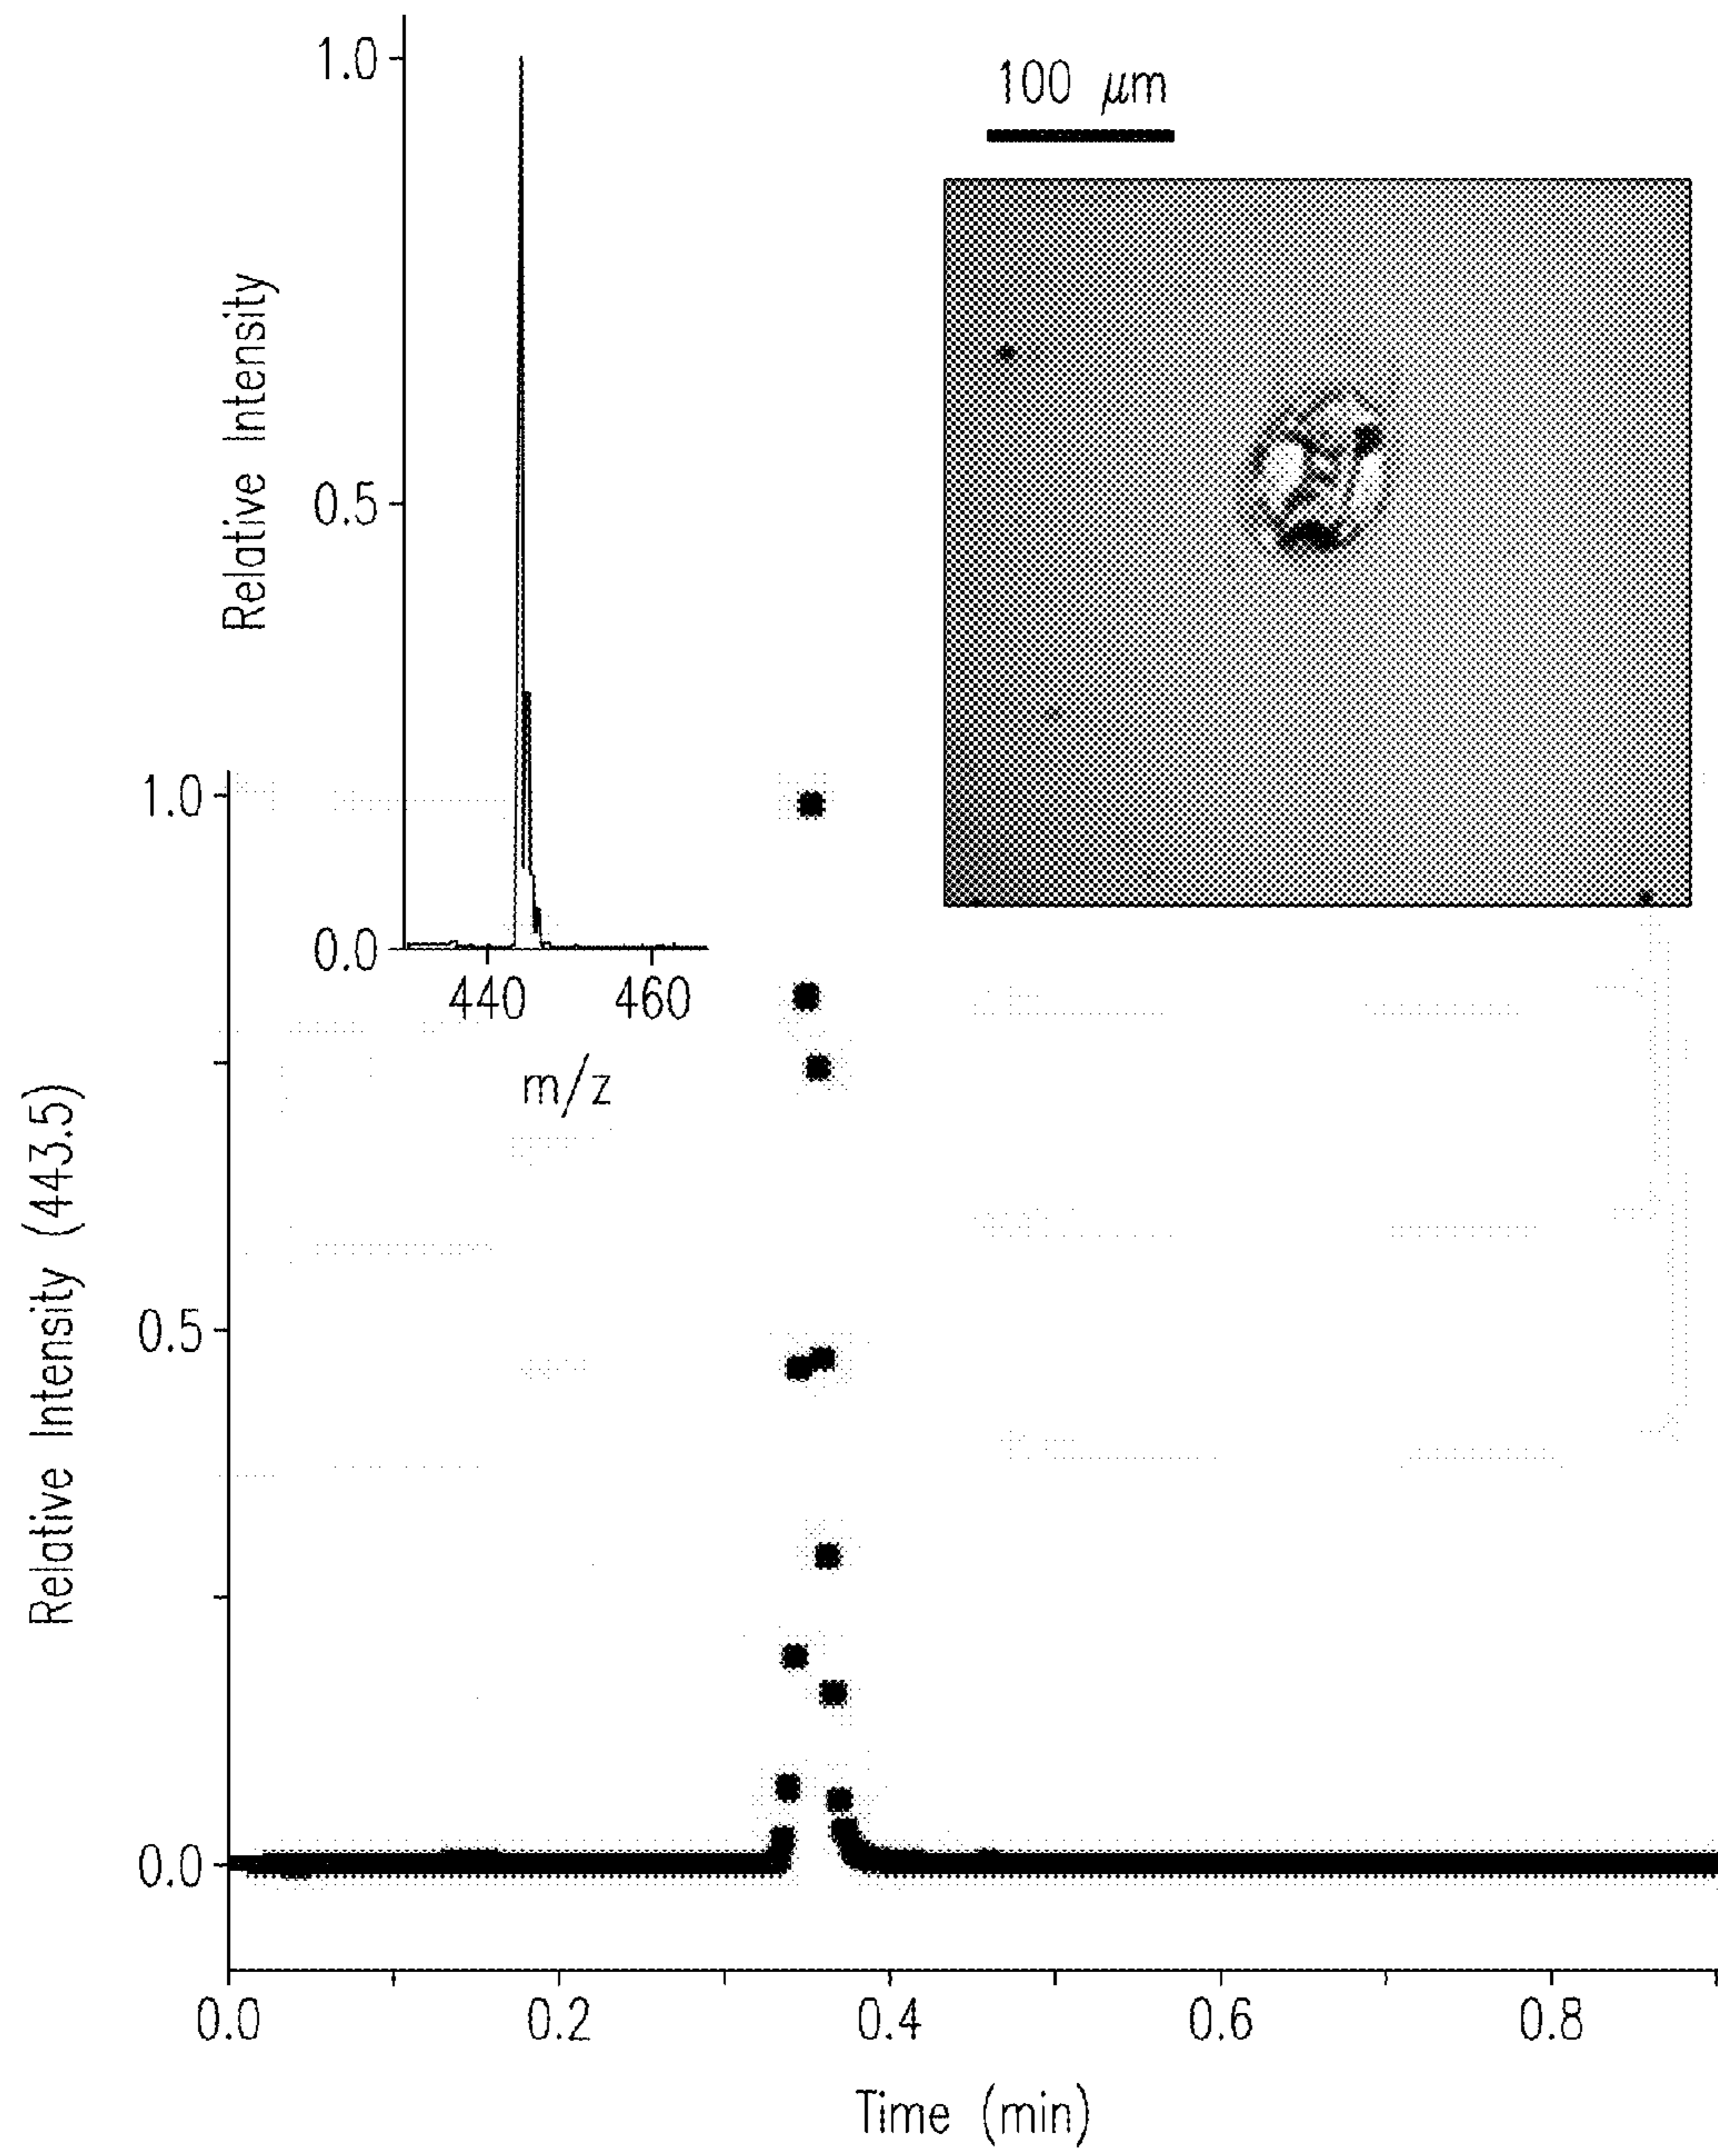 1.0
0.5
0.0
Relative Intensity
440 460
m/z
100 μm
1.0
0.5
0.0
Relative Intensity (443.5)
0.0 0.2 0.4 0.6 0.8
Time (min)